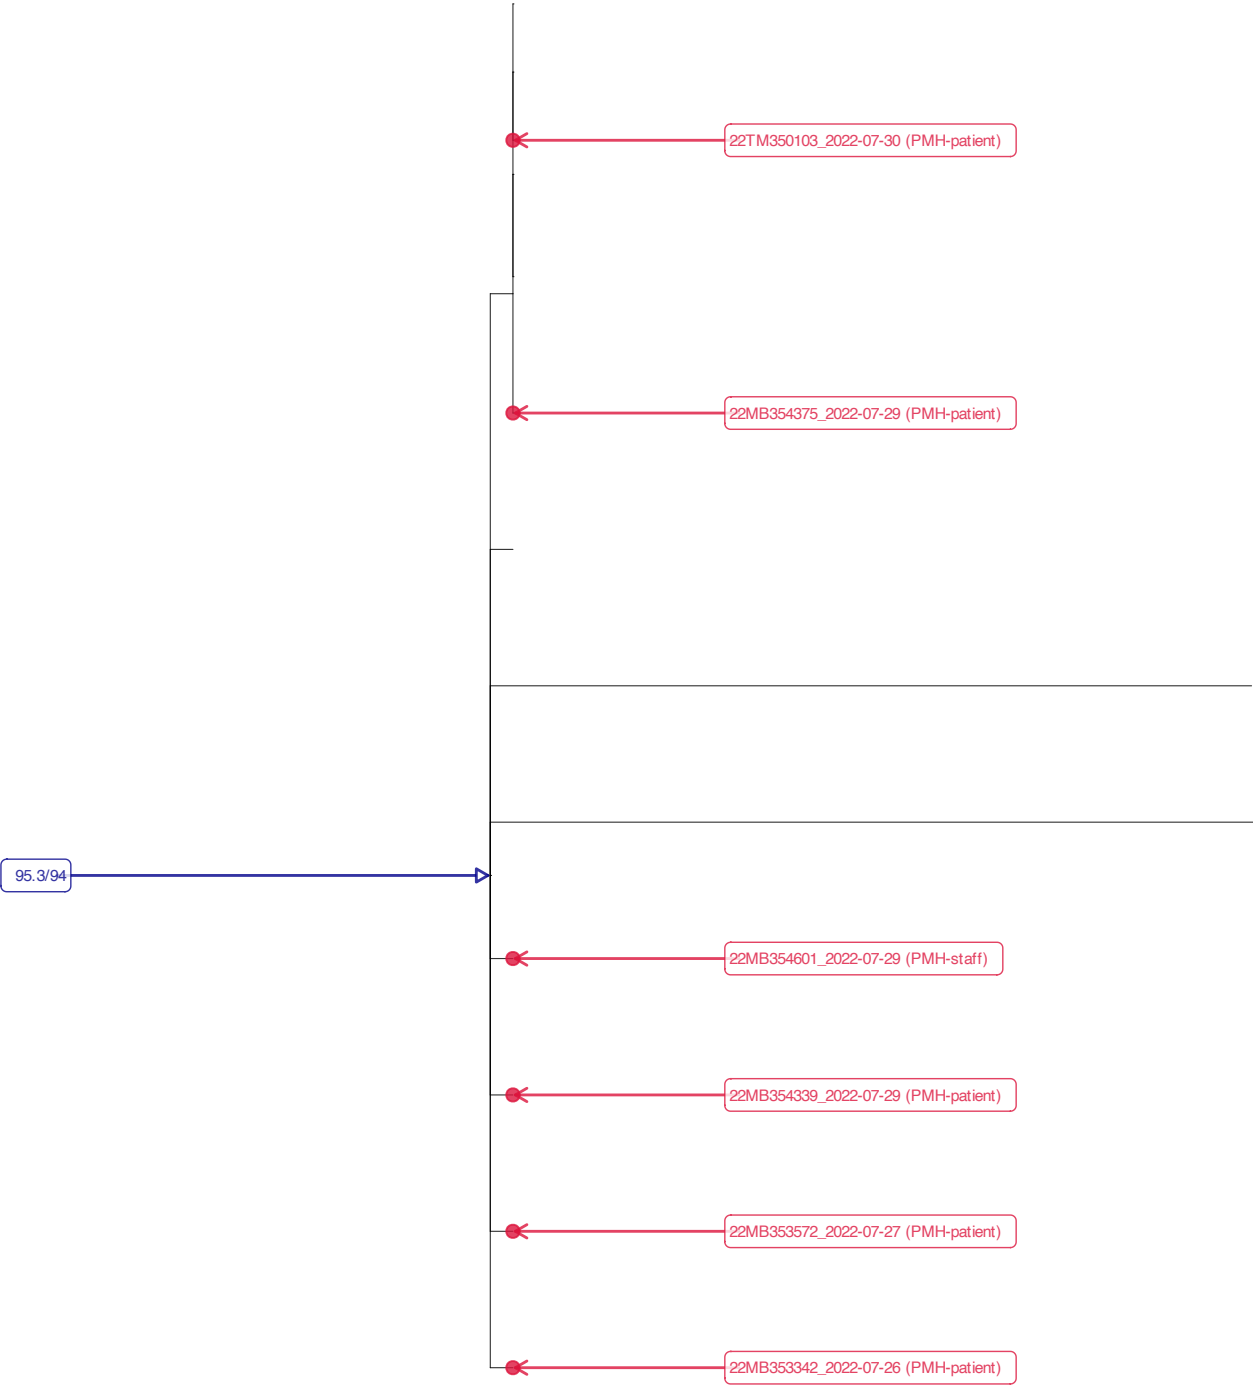 22TM350103_2022-07-30 (PMH-patient)
22MB354375_2022-07-29 (PMH-patient)
95.3/94
22MB354601_2022-07-29 (PMH-staff)
22MB354339_2022-07-29 (PMH-patient)
22MB353572_2022-07-27 (PMH-patient)
22MB353342_2022-07-26 (PMH-patient)